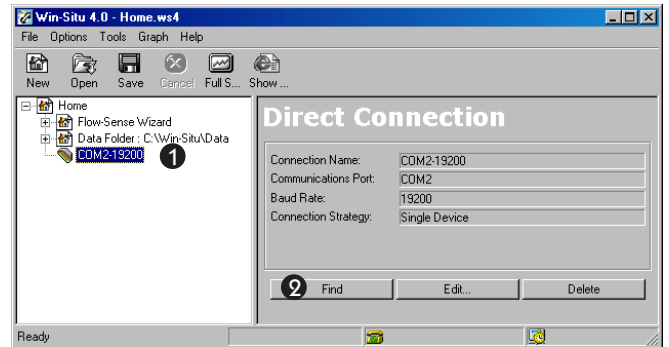 Win-Situ 4.0 - Home.ws4
File Options Tools Graph Help
New Open Save Cancel Full S... Show ...
Home
Flow-Sense Wizard
Data Folder : C:\Win-Situ\Data
COM2-19200 1
Direct Connection
Connection Name: COM2-19200
Communications Port: COM2
Baud Rate: 19200
Connection Strategy: Single Device
2 Find Edit... Delete
Ready